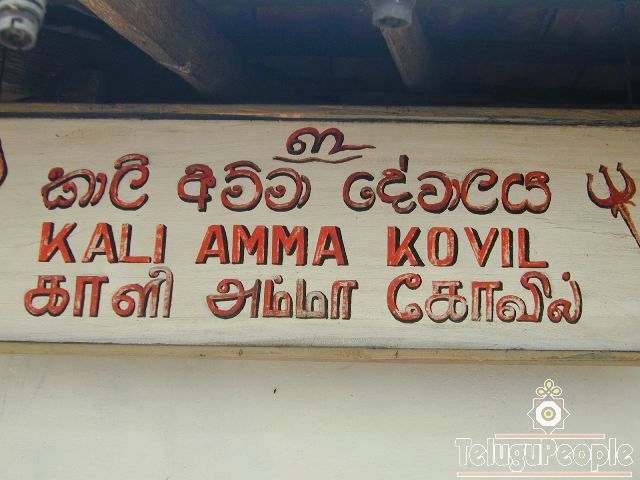 உ
කාලි අම්මා දේවාලය
KALI AMMA KOVIL
காளி அம்மா கோவில்
TeluguPeople